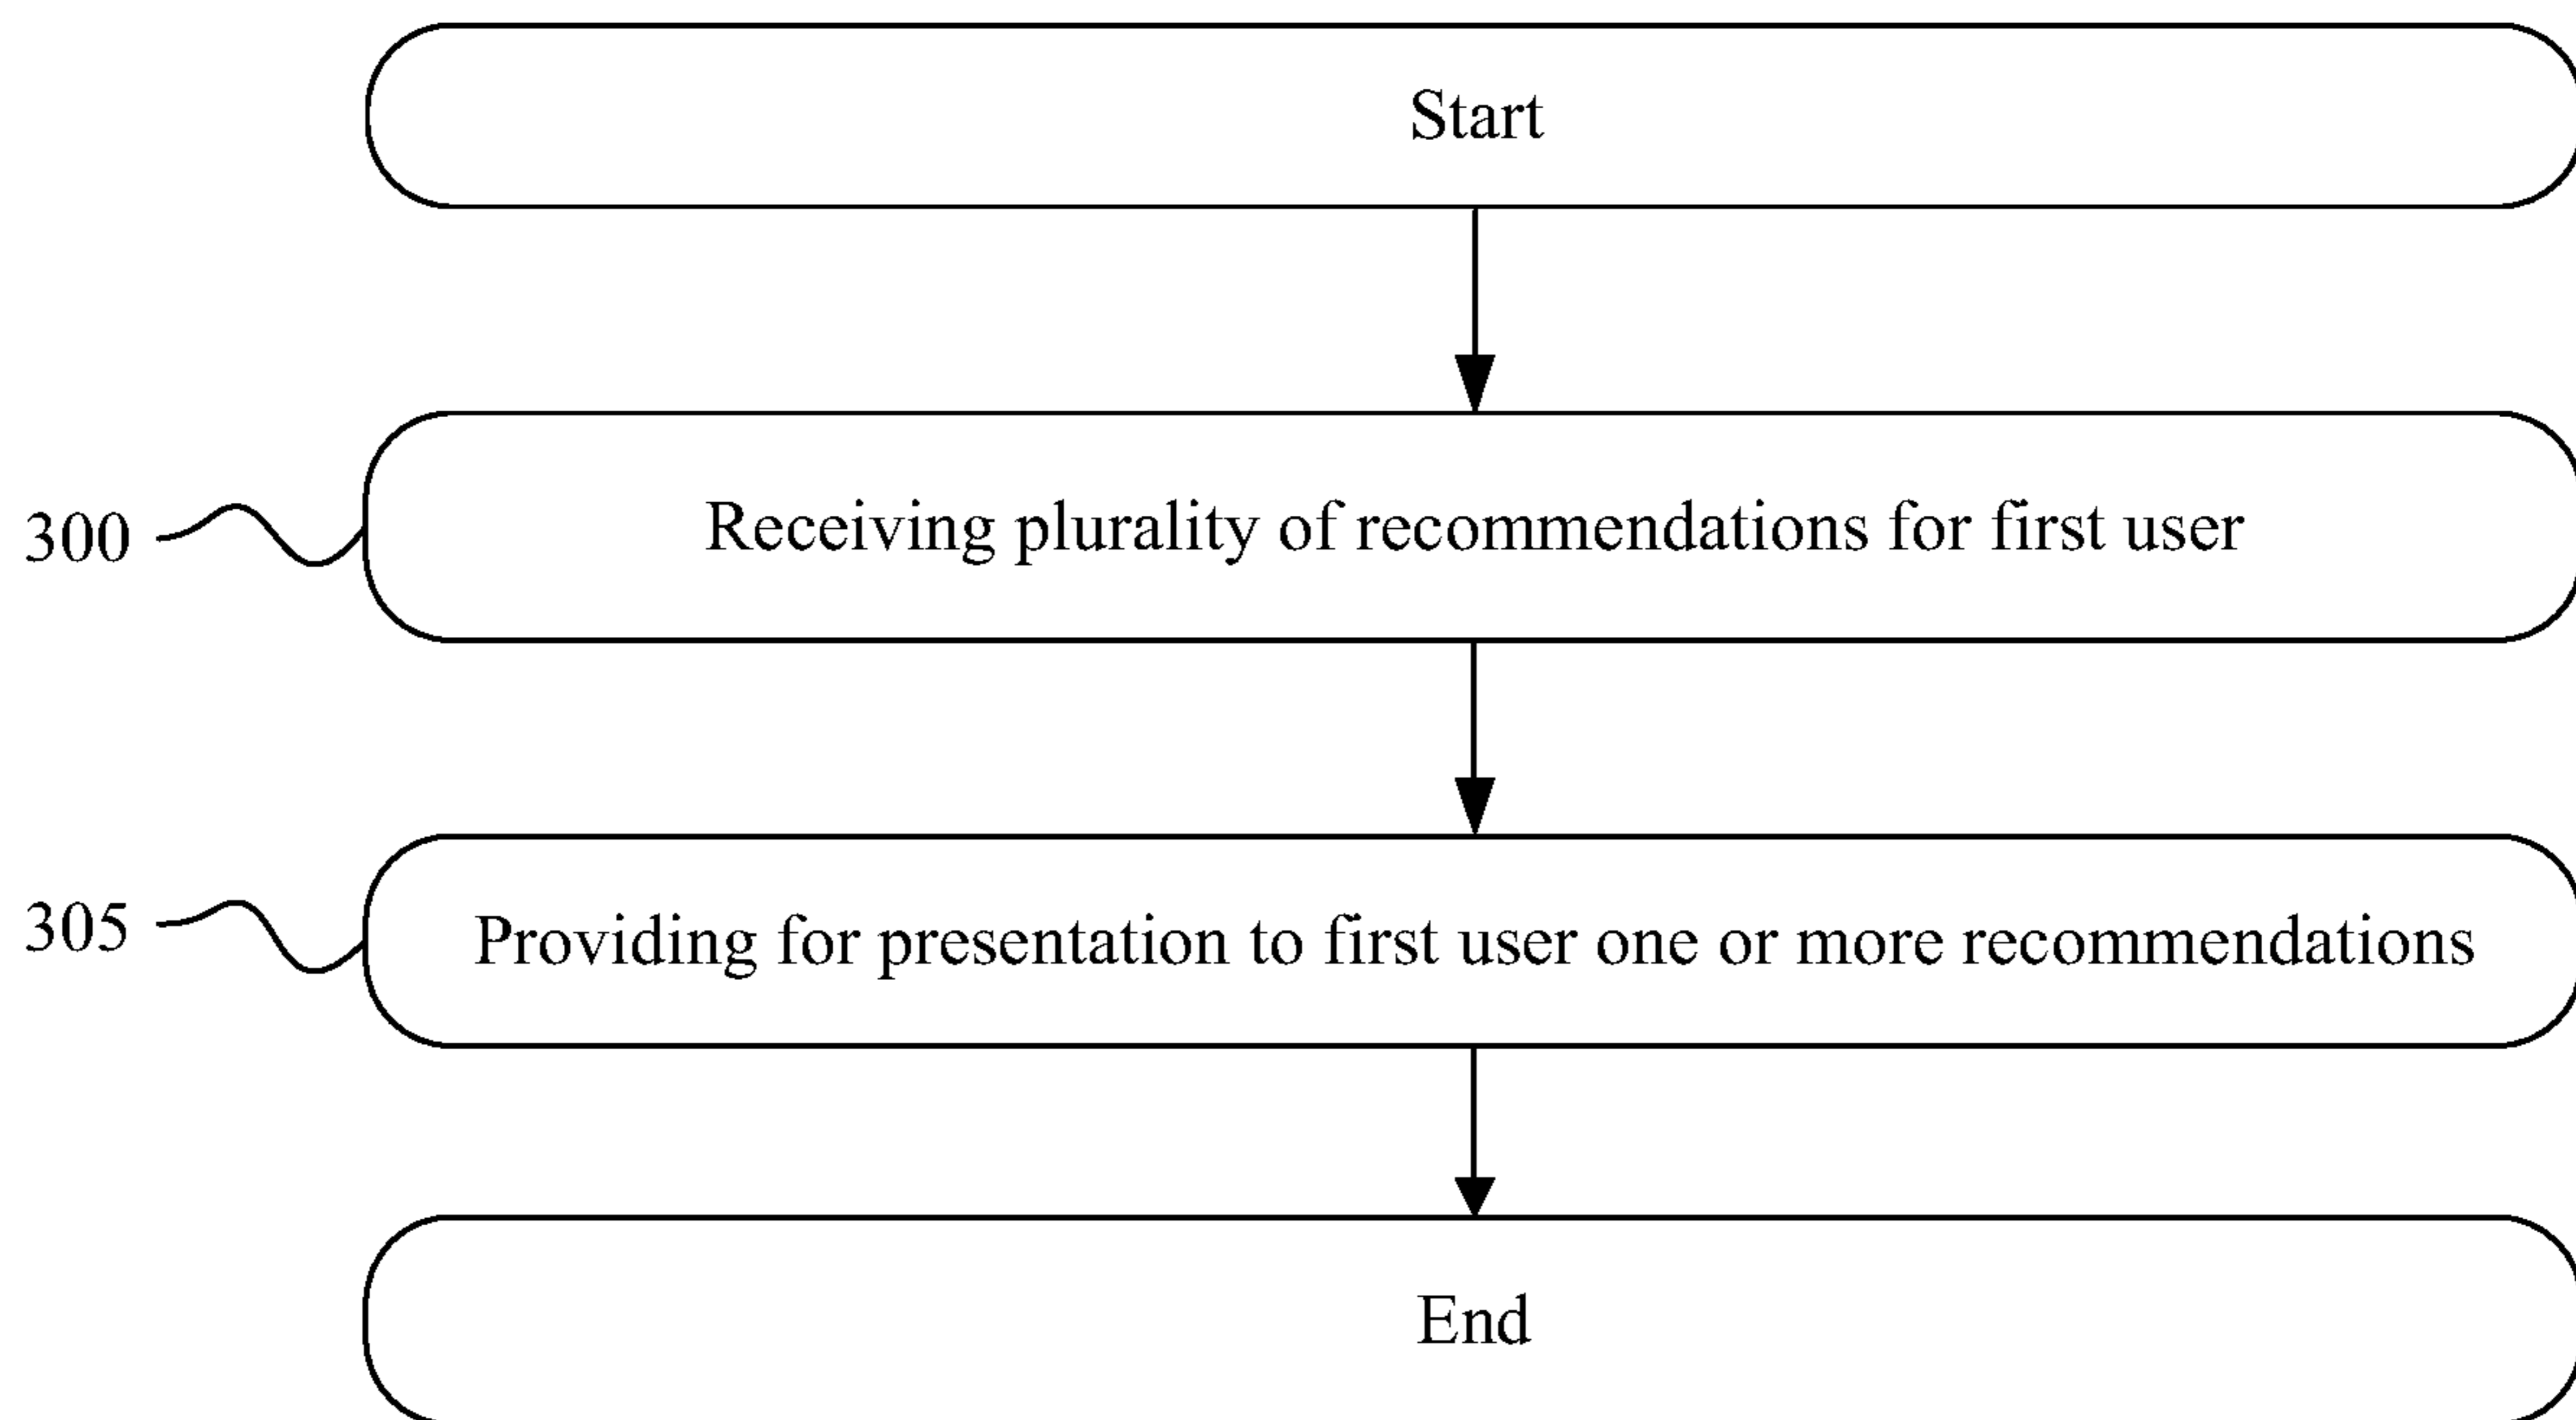 Start
300
Receiving plurality of recommendations for first user
305
Providing for presentation to first user one or more recommendations
End